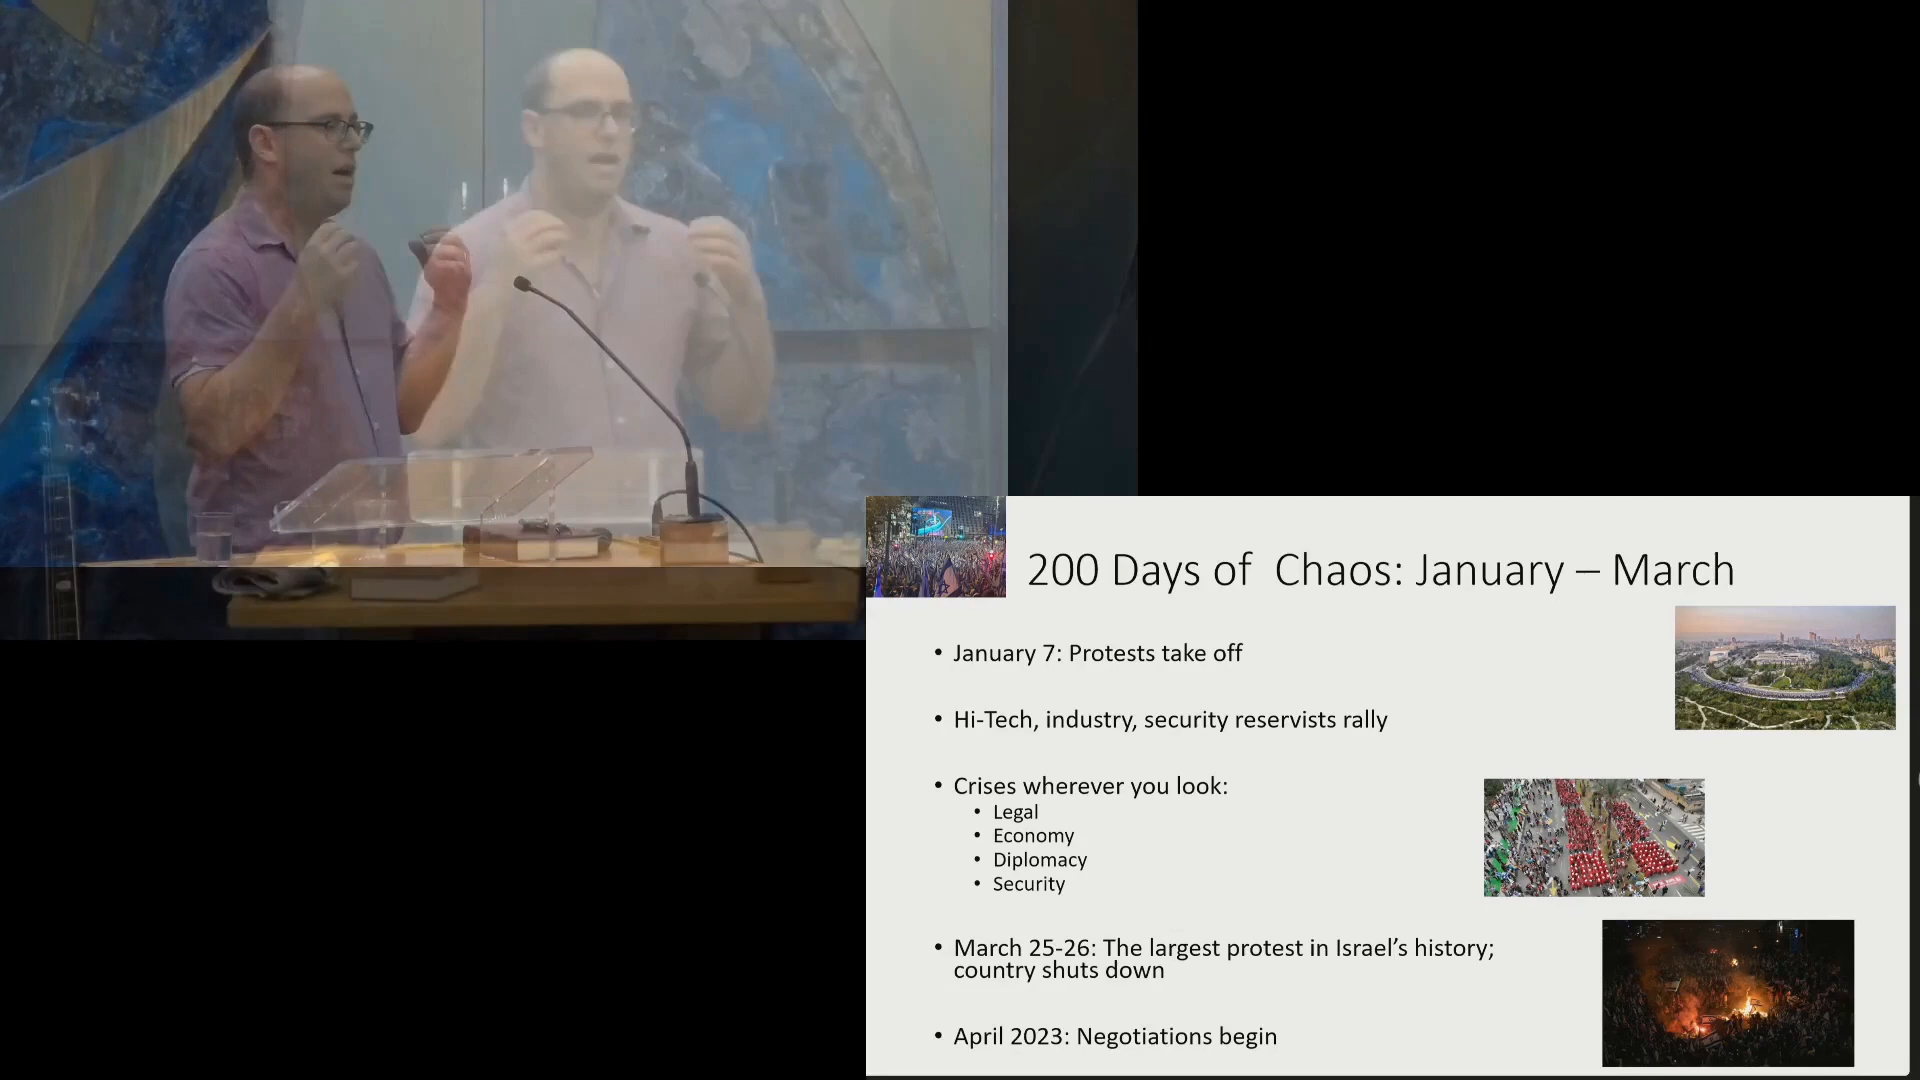 200 Days of Chaos: January – March
• January 7: Protests take off
• Hi-Tech, industry, security reservists rally
• Crises wherever you look:
• Legal
• Economy
• Diplomacy
• Security
• March 25-26: The largest protest in Israel’s history;
country shuts down
• April 2023: Negotiations begin